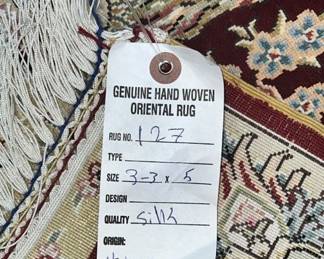 GENUINE HAND WOVEN
ORIENTAL RUG
RUG NO. 127
TYPE
SIZE 3-3 x 5
DESIGN
QUALITY Silk
ORIGIN: